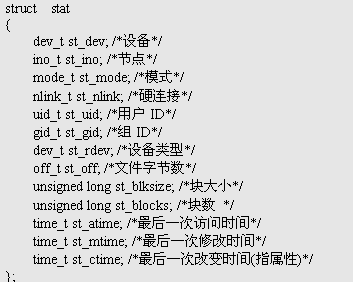 struct stat
{
dev_t st_dev; /*设备*/
ino_t st_ino; /*节点*/
mode_t st_mode; /*模式*/
nlink_t st_nlink; /*硬连接*/
uid_t st_uid; /*用户 ID*/
gid_t st_gid; /*组 ID*/
dev_t st_rdev; /*设备类型*/
off_t st_off; /*文件字节数*/
unsigned long st_blksize; /*块大小*/
unsigned long st_blocks; /*块数 */
time_t st_atime; /*最后一次访问时间*/
time_t st_mtime; /*最后一次修改时间*/
time_t st_ctime; /*最后一次改变时间(指属性)*/
};